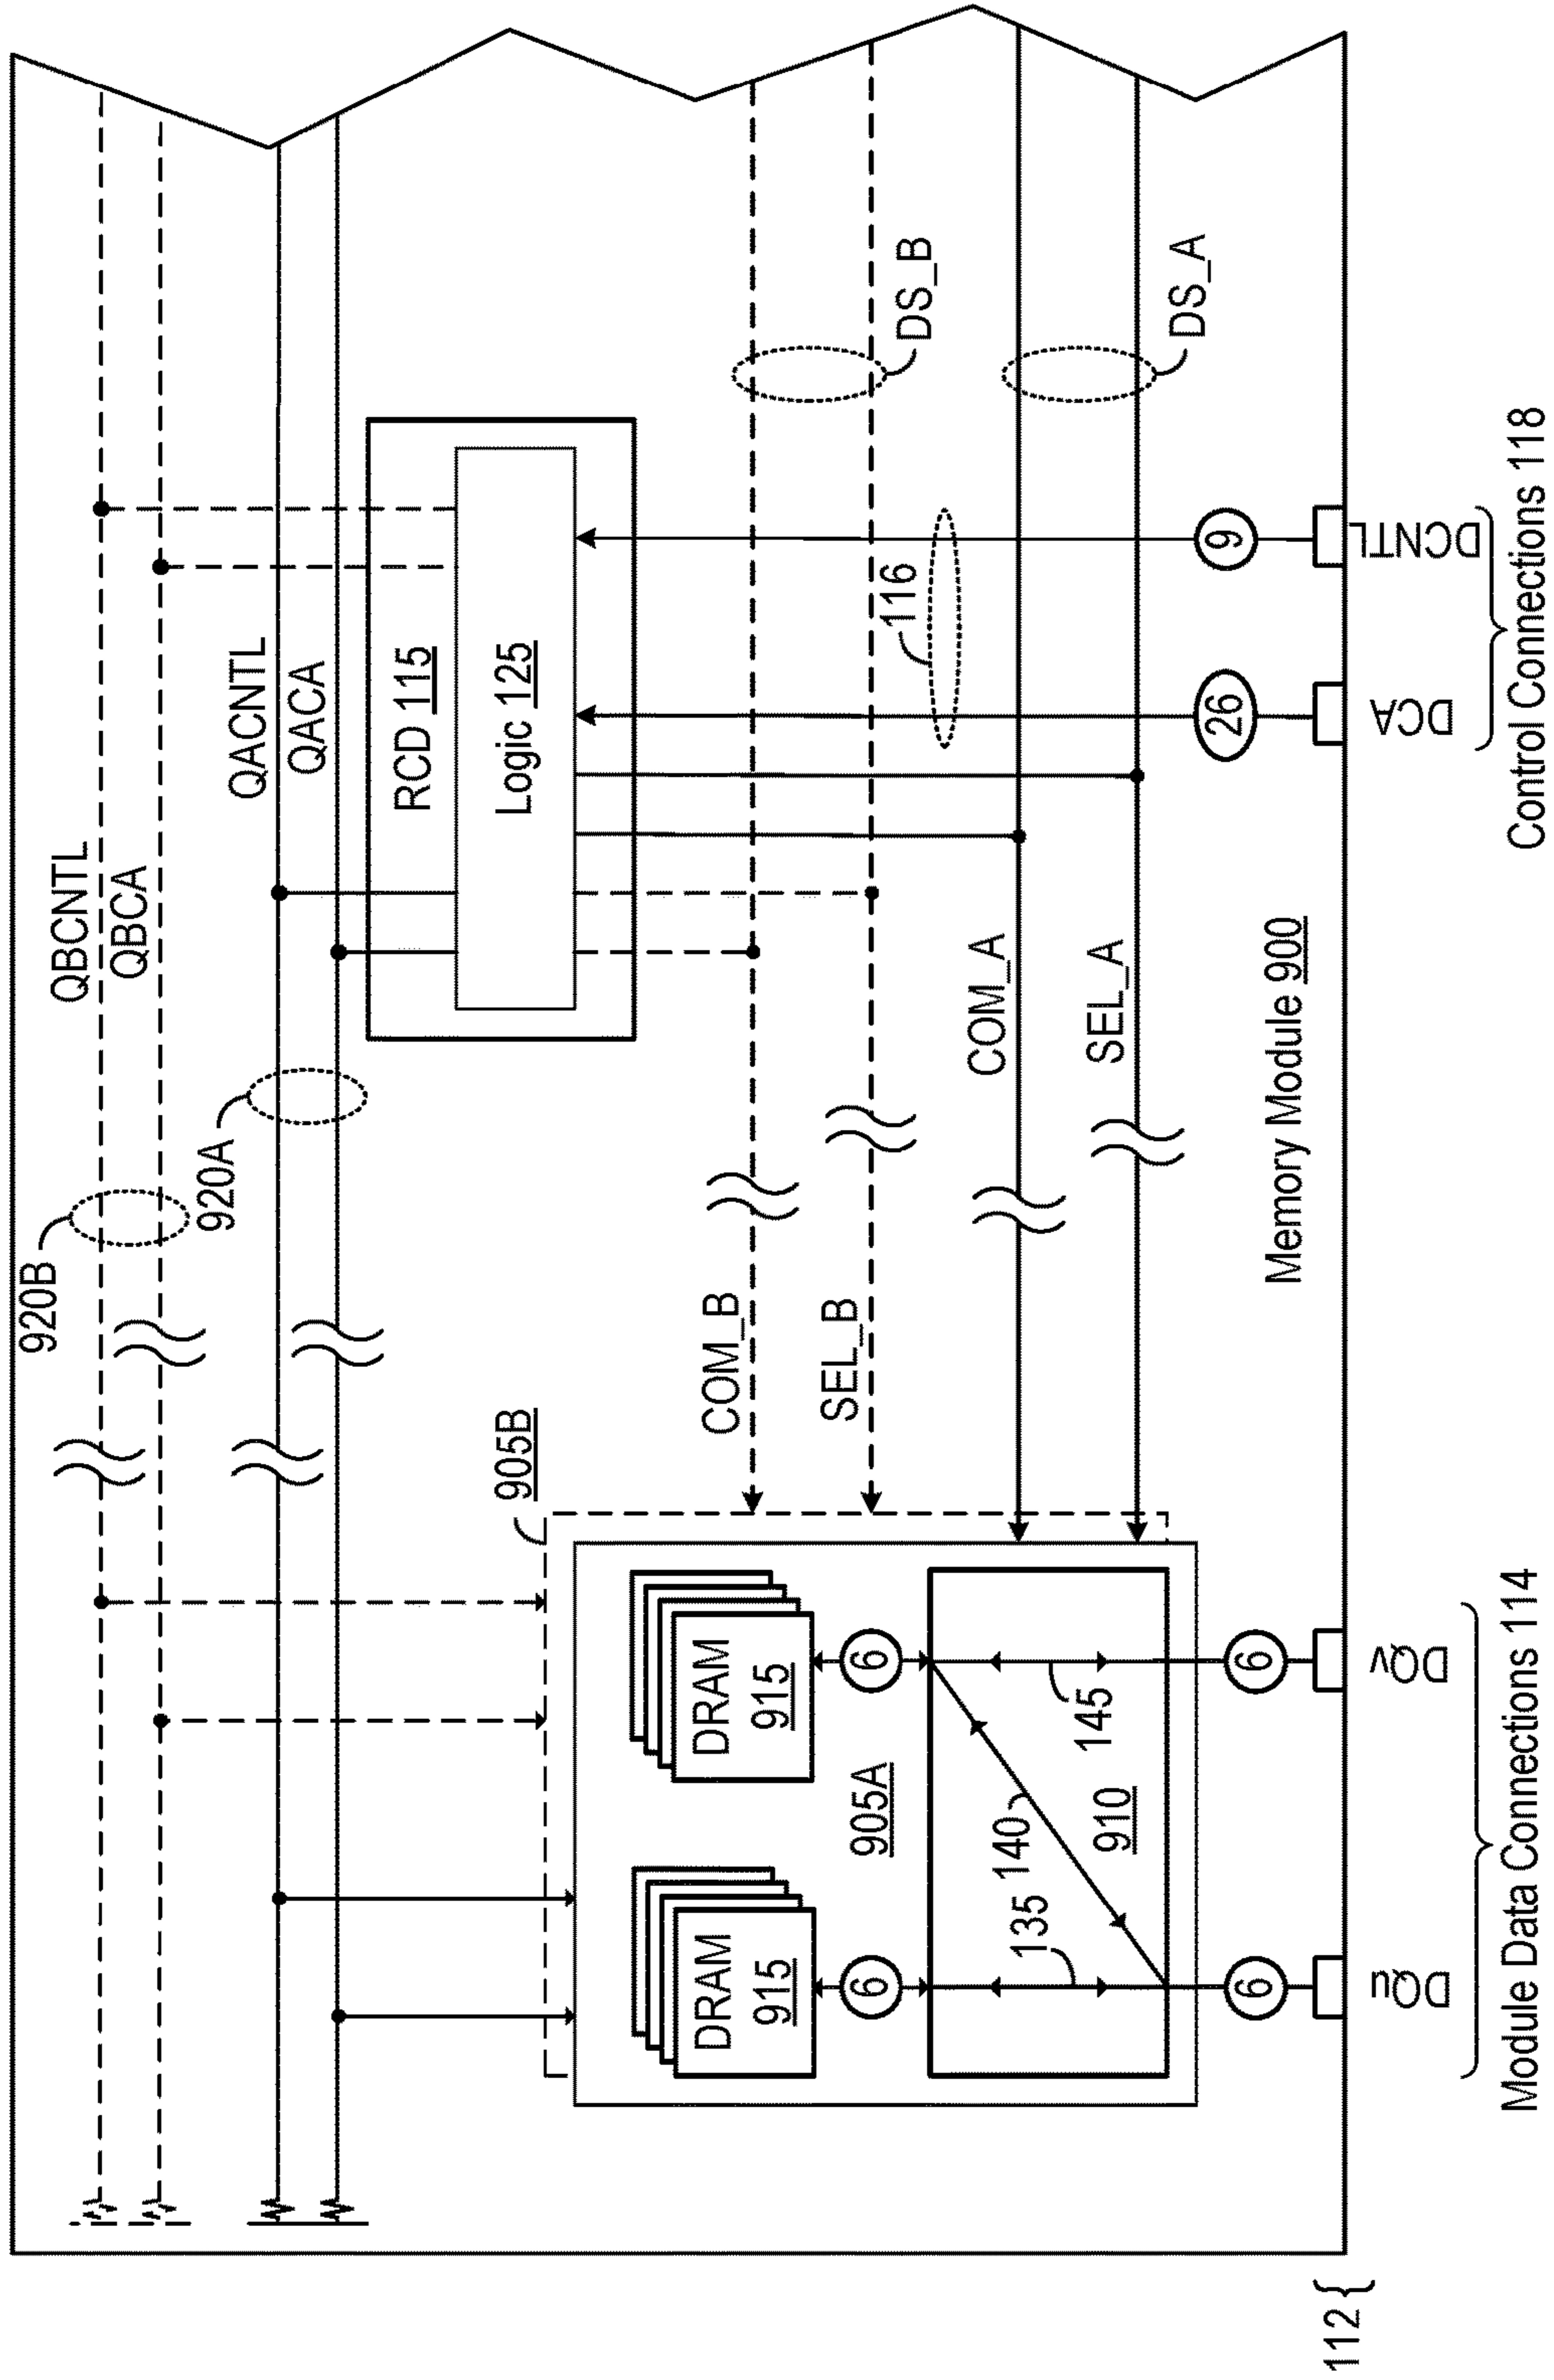 920B
QBCNTL
QBCA
920A
QACNTL
QACA
RCD 115
Logic 125
905B
COM_B
SEL_B
116
DS_B
DS_A
DRAM
915
DRAM
915
6
6
905A
135
140
145
910
COM_A
SEL_A
6
6
26
9
Memory Module 900
112 {
DQu
DQv
DCA
DCNTL
Module Data Connections 114
Control Connections 118